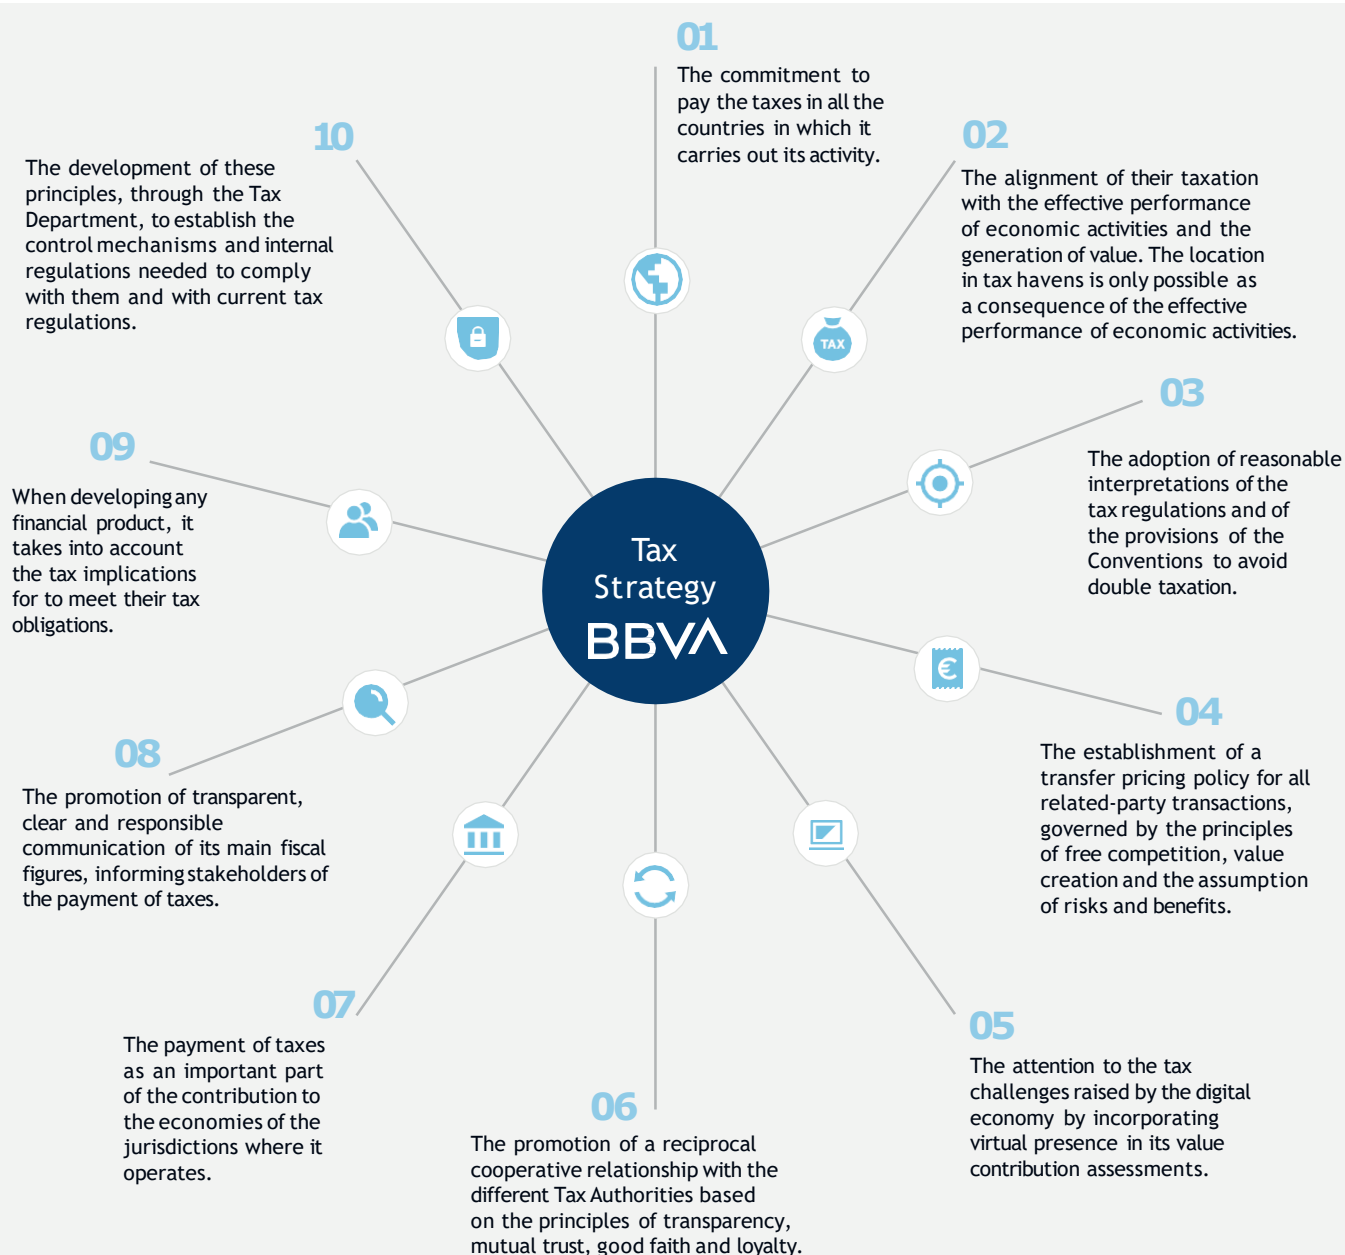 01
The commitment to
pay the taxes in all the
countries in which it
carries out its activity.
02
The alignment of their taxation
with the effective performance
of economic activities and the
generation of value. The location
in tax havens is only possible as
a consequence of the effective
performance of economic activities.
TAX
03
The adoption of reasonable
interpretations of the
tax regulations and of
the provisions of the
Conventions to avoid
double taxation.
04
The establishment of a
transfer pricing policy for all
related-party transactions,
governed by the principles
of free competition, value
creation and the assumption
of risks and benefits.
€
05
The attention to the tax
challenges raised by the digital
economy by incorporating
virtual presence in its value
contribution assessments.
06
The promotion of a reciprocal
cooperative relationship with the
different Tax Authorities based
on the principles of transparency,
mutual trust, good faith and loyalty.
07
The payment of taxes
as an important part
of the contribution to
the economies of the
jurisdictions where it
operates.
08
The promotion of transparent,
clear and responsible
communication of its main fiscal
figures, informing stakeholders of
the payment of taxes.
09
When developing any
financial product, it
takes into account
the tax implications
for to meet their tax
obligations.
10
The development of these
principles, through the Tax
Department, to establish the
control mechanisms and internal
regulations needed to comply
with them and with current tax
regulations.
Tax
Strategy
BBVA